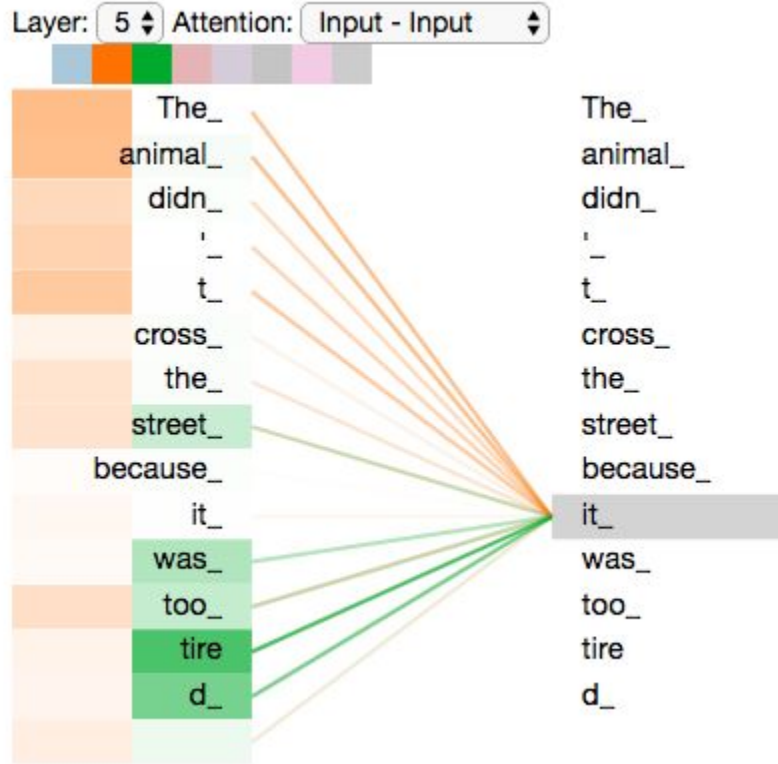 Layer: 5 Attention: Input - Input
The_ The_
animal_ animal_
didn_ didn_
'_ '_
t_ t_
cross_ cross_
the_ the_
street_ street_
because_ because_
it_ it_
was_ was_
too_ too_
tire tire
d_ d_